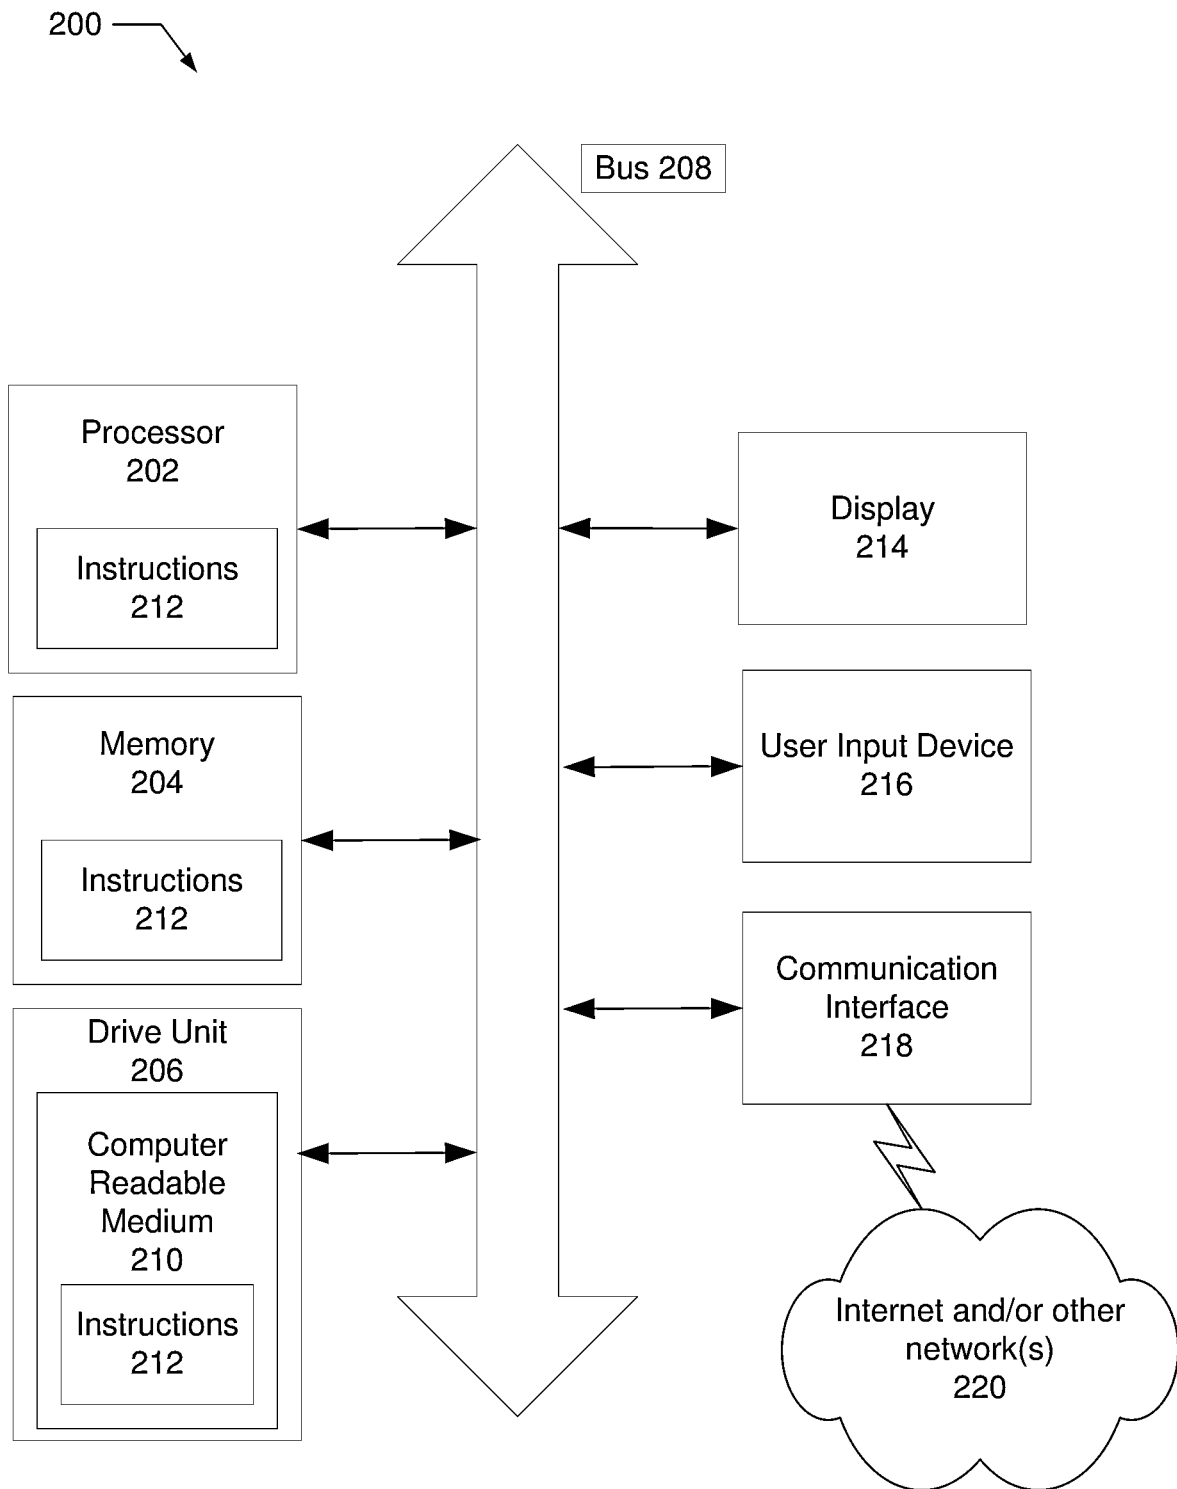 200
Bus 208
Processor
202
Instructions
212
Memory
204
Instructions
212
Drive Unit
206
Computer
Readable
Medium
210
Instructions
212
Display
214
User Input Device
216
Communication
Interface
218
Internet and/or other
network(s)
220